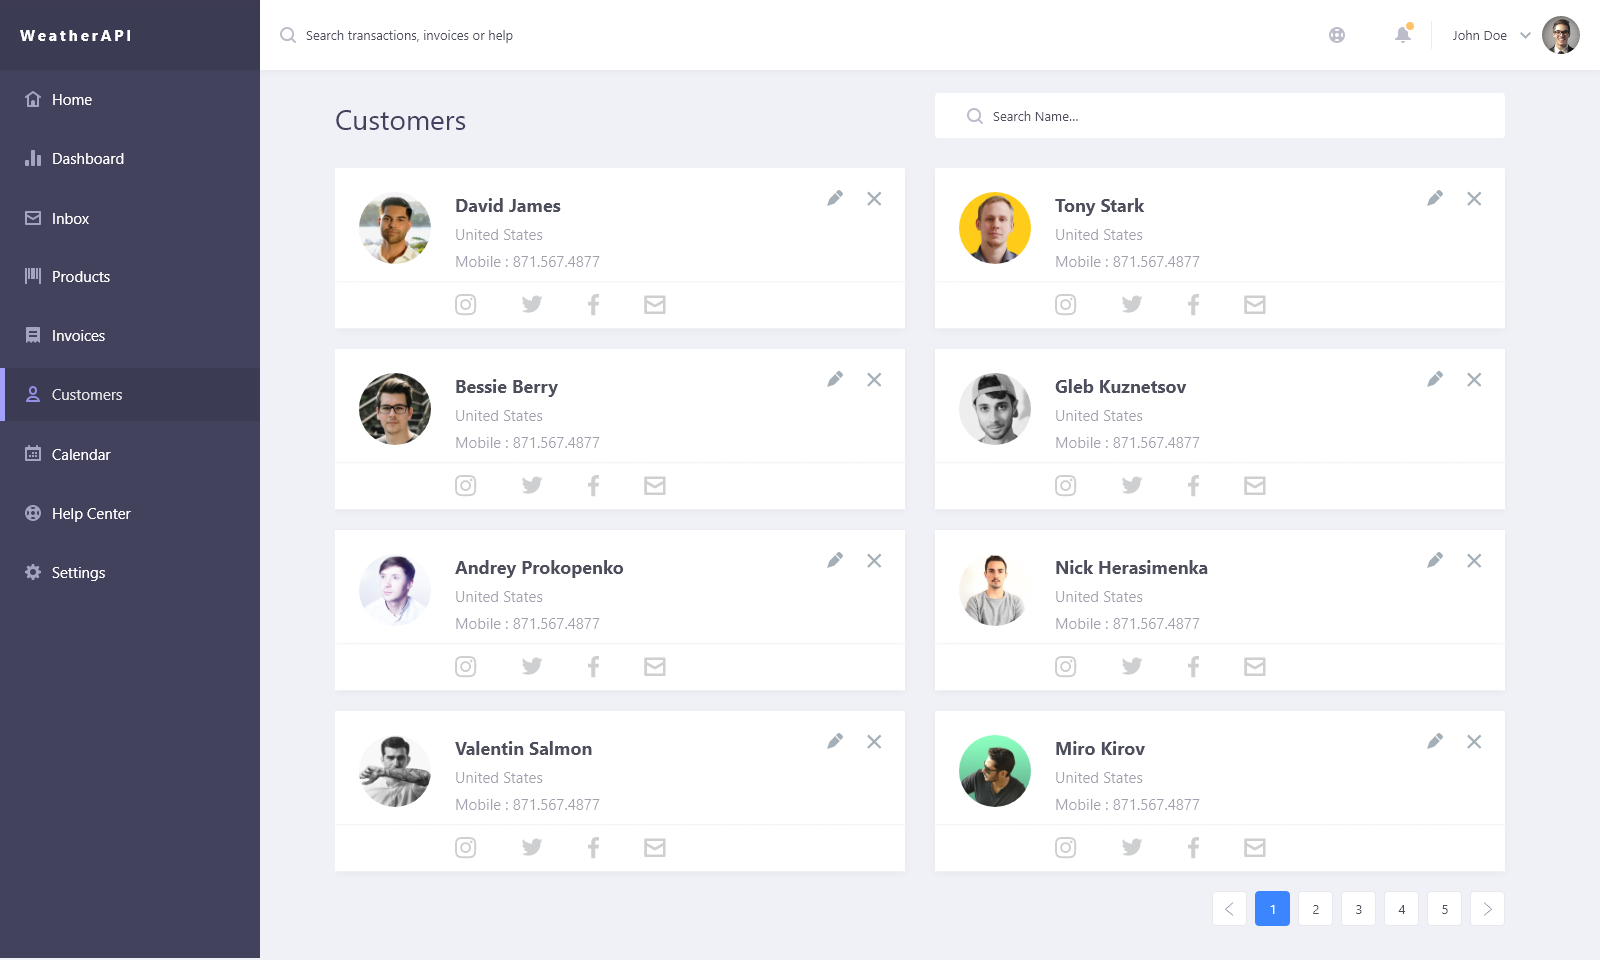 WeatherAPI
Search transactions, invoices or help
John Doe
Home
Dashboard
Inbox
Products
Invoices
Customers
Calendar
Help Center
Settings
Customers
Search Name...
David James
United States
Mobile : 871.567.4877
Tony Stark
United States
Mobile : 871.567.4877
Bessie Berry
United States
Mobile : 871.567.4877
Gleb Kuznetsov
United States
Mobile : 871.567.4877
Andrey Prokopenko
United States
Mobile : 871.567.4877
Nick Herasimenka
United States
Mobile : 871.567.4877
Valentin Salmon
United States
Mobile : 871.567.4877
Miro Kirov
United States
Mobile : 871.567.4877
1 2 3 4 5